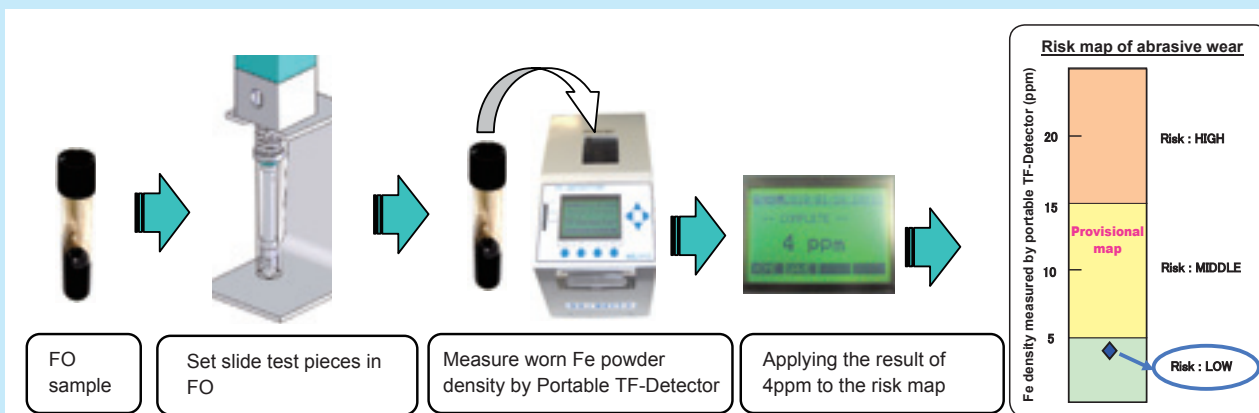 Risk map of abrasive wear
Fe density measured by portable TF-Detector (ppm)
20
15
10
5
Risk : HIGH
Provisional
map
Risk : MIDDLE
Risk : LOW
COMPLETE
4 ppm
FO
sample
Set slide test pieces in
FO
Measure worn Fe powder
density by Portable TF-Detector
Applying the result of
4ppm to the risk map